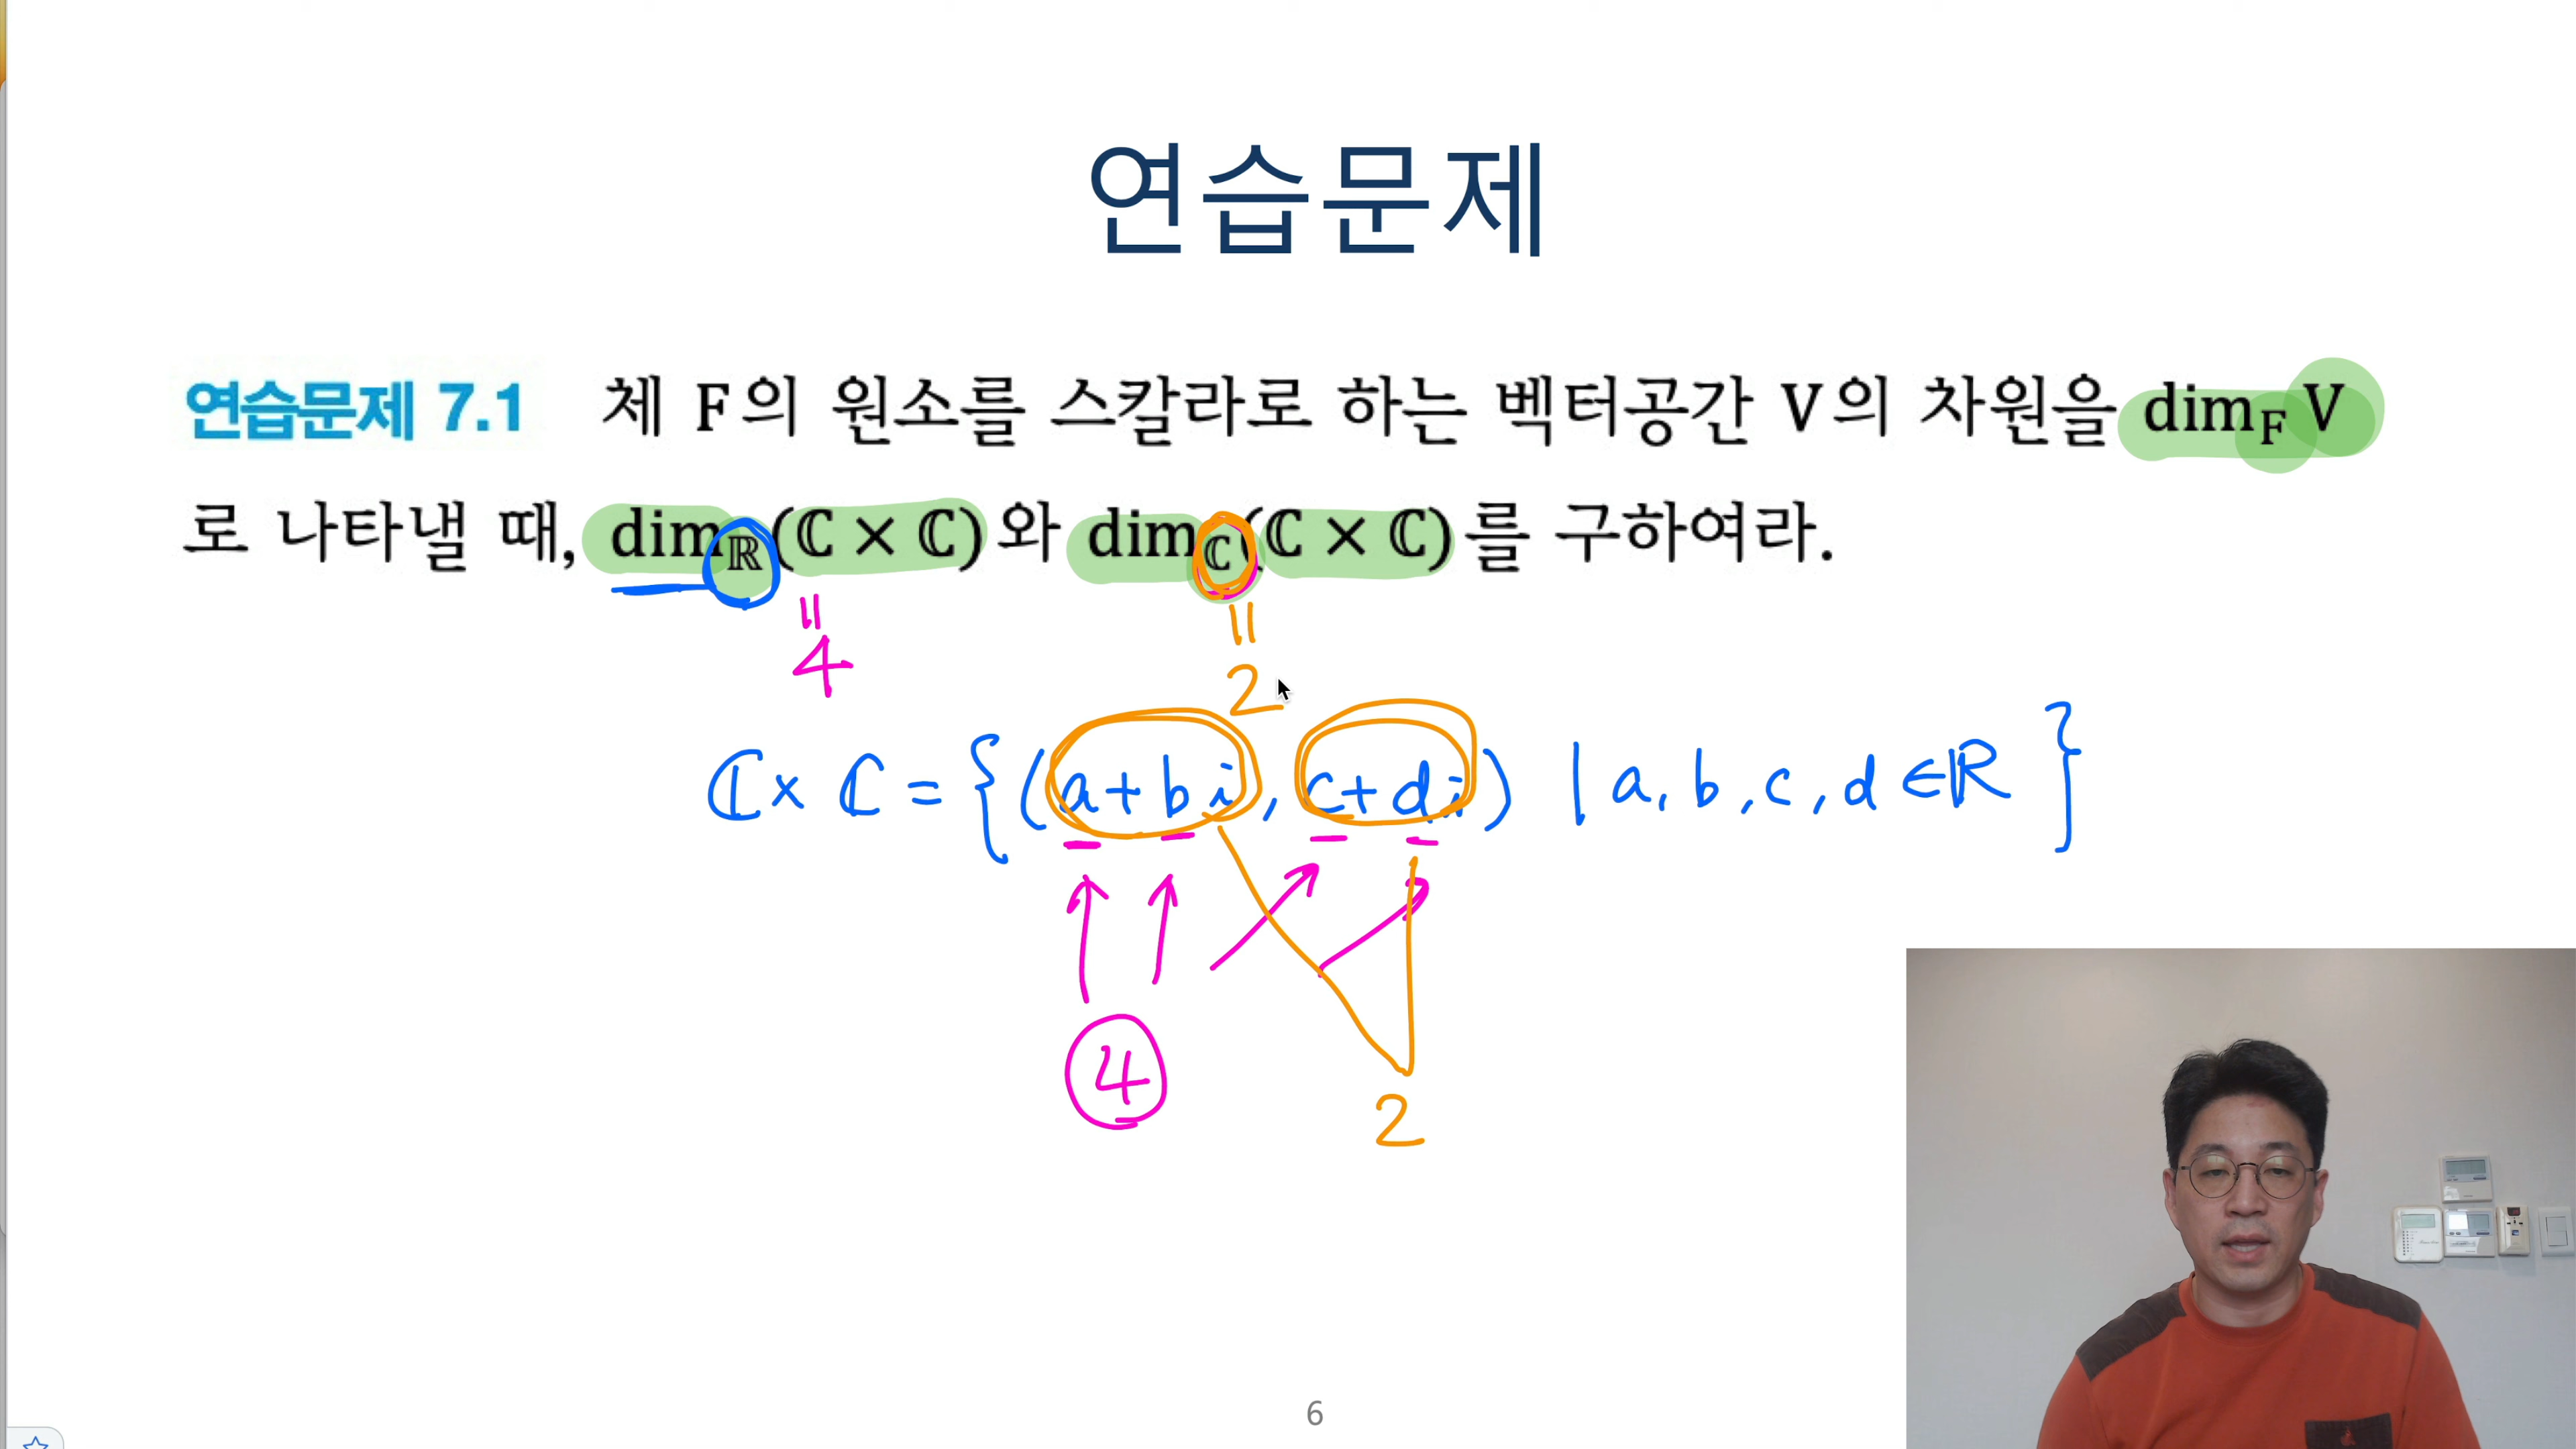 연습문제
연습문제 7.1 체 F의 원소를 스칼라로 하는 벡터공간 V의 차원을 dim_F V
로 나타낼 때, dim_ℝ(ℂ × ℂ)와 dim_ℂ(ℂ × ℂ)를 구하여라.
=
4
=
2
ℂ × ℂ = {(a+bi, c+di) | a, b, c, d ∈ ℝ}
4
2
6